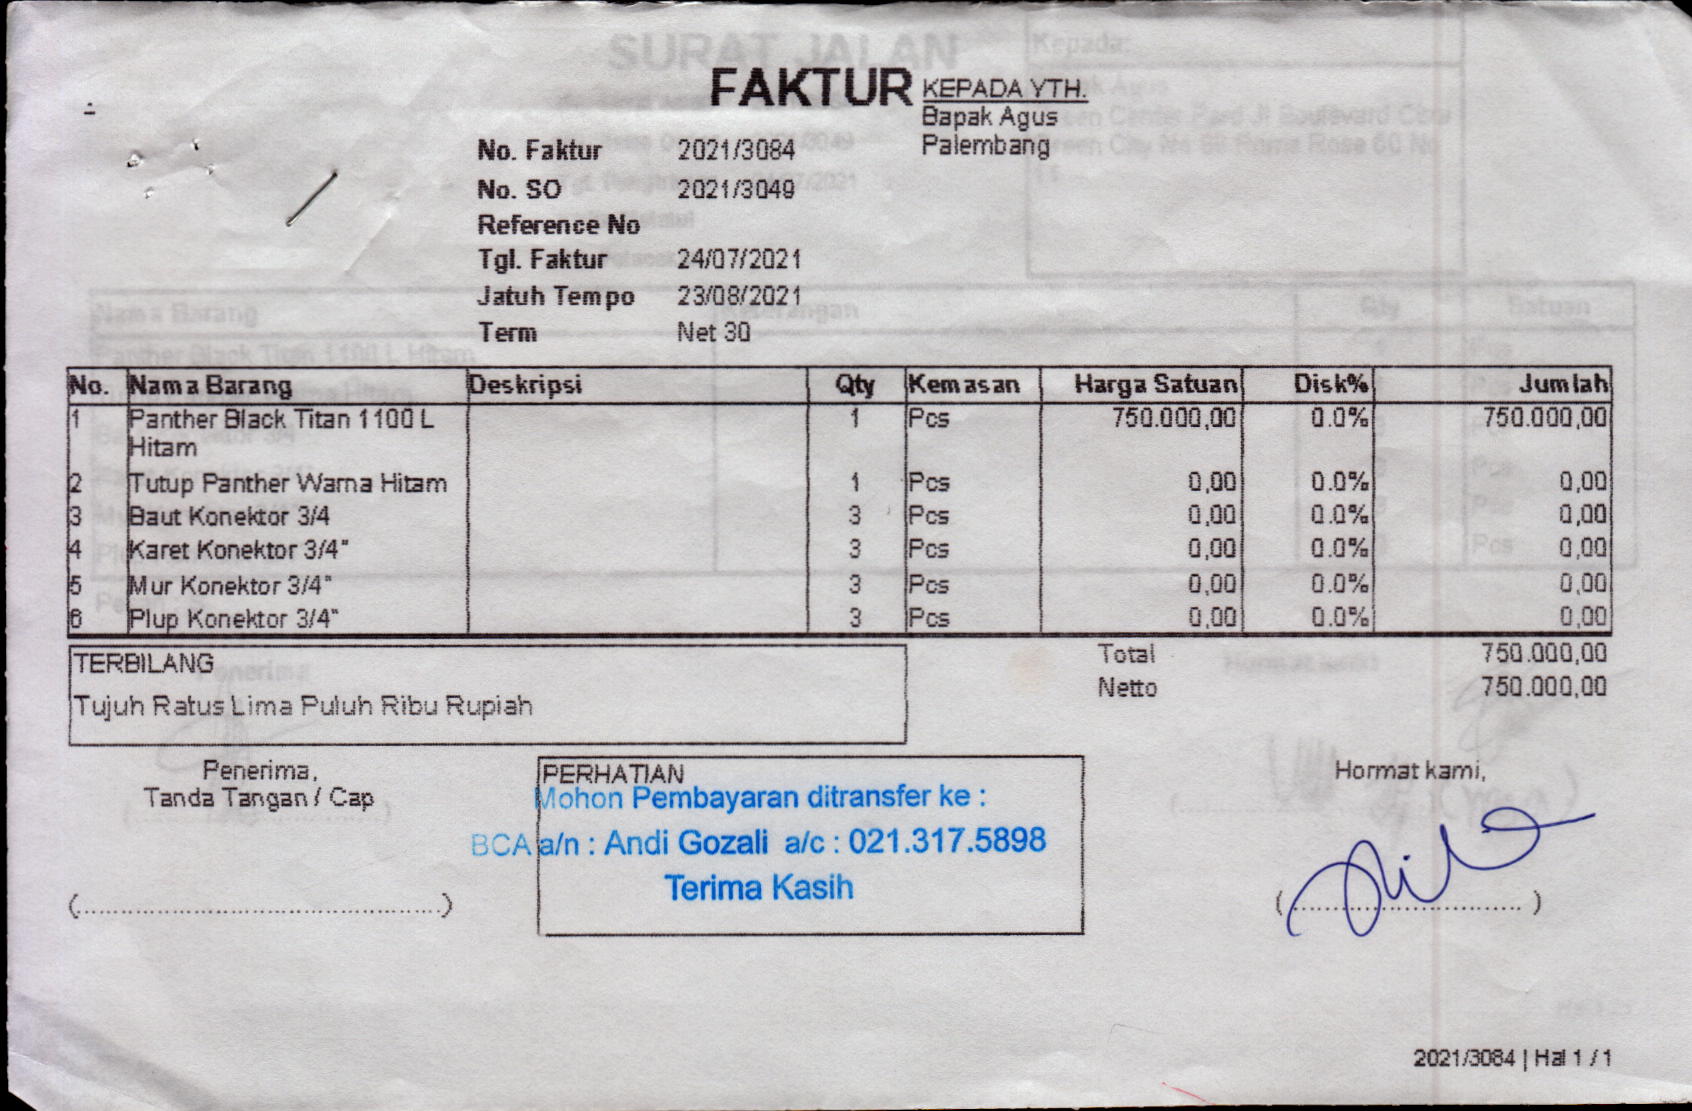 FAKTUR
KEPADA YTH.
Bapak Agus
Palembang
No. Faktur 2021/3084
No. SO 2021/3049
Reference No
Tgl. Faktur 24/07/2021
Jatuh Tempo 23/08/2021
Term Net 30
No. Nama Barang Deskripsi Qty Kemasan Harga Satuan Disk% Jumlah
1 Panther Black Titan 1100 L 1 Pcs 750.000,00 0.0% 750.000,00
Hitam
2 Tutup Panther Warna Hitam 1 Pcs 0,00 0.0% 0,00
3 Baut Konektor 3/4 3 Pcs 0,00 0.0% 0,00
4 Karet Konektor 3/4" 3 Pcs 0,00 0.0% 0,00
5 Mur Konektor 3/4" 3 Pcs 0,00 0.0% 0,00
6 Plup Konektor 3/4" 3 Pcs 0,00 0.0% 0,00
TERBILANG
Tujuh Ratus Lima Puluh Ribu Rupiah
Total 750.000,00
Netto 750.000,00
Penerima,
Tanda Tangan / Cap
(..............................................)
PERHATIAN
Mohon Pembayaran ditransfer ke :
BCA a/n : Andi Gozali a/c : 021.317.5898
Terima Kasih
Hormat kami,
(..............................)
2021/3084 | Hal 1 / 1